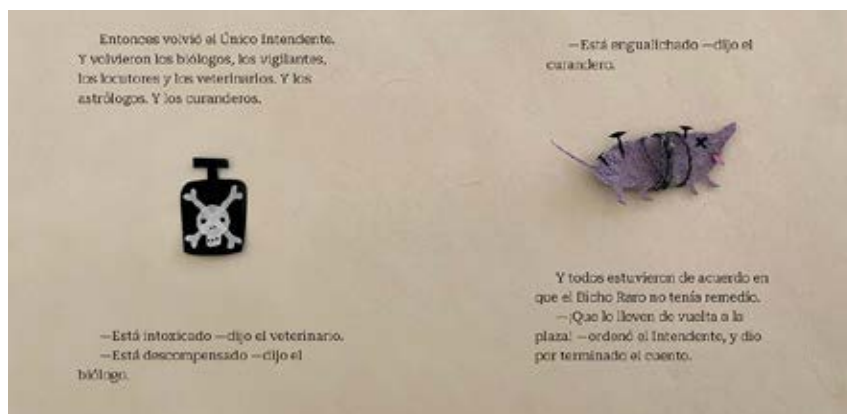 Entonces volvió el Único Intendente.
Y volvieron los biólogos, los vigilantes,
los locutores y los veterinarios. Y los
astrólogos. Y los curanderos.
—Está intoxicado —dijo el veterinario.
—Está descompensado —dijo el
biólogo.
—Está engualichado —dijo el
curandero.
Y todos estuvieron de acuerdo en
que el Bicho Raro no tenía remedio.
—¡Que lo lleven de vuelta a la
plaza! —ordenó el Intendente, y dio
por terminado el cuento.